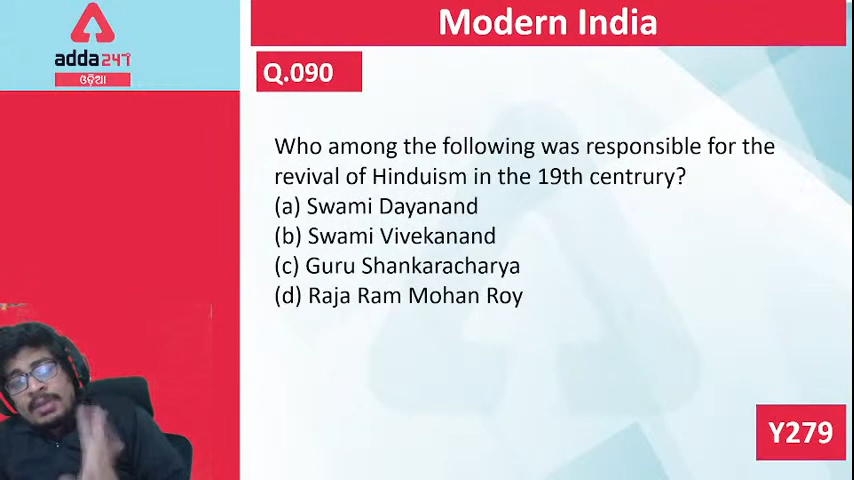 adda247
ଓଡ଼ିଆ
Modern India
Q.090
Who among the following was responsible for the
revival of Hinduism in the 19th centrury?
(a) Swami Dayanand
(b) Swami Vivekanand
(c) Guru Shankaracharya
(d) Raja Ram Mohan Roy
Y279